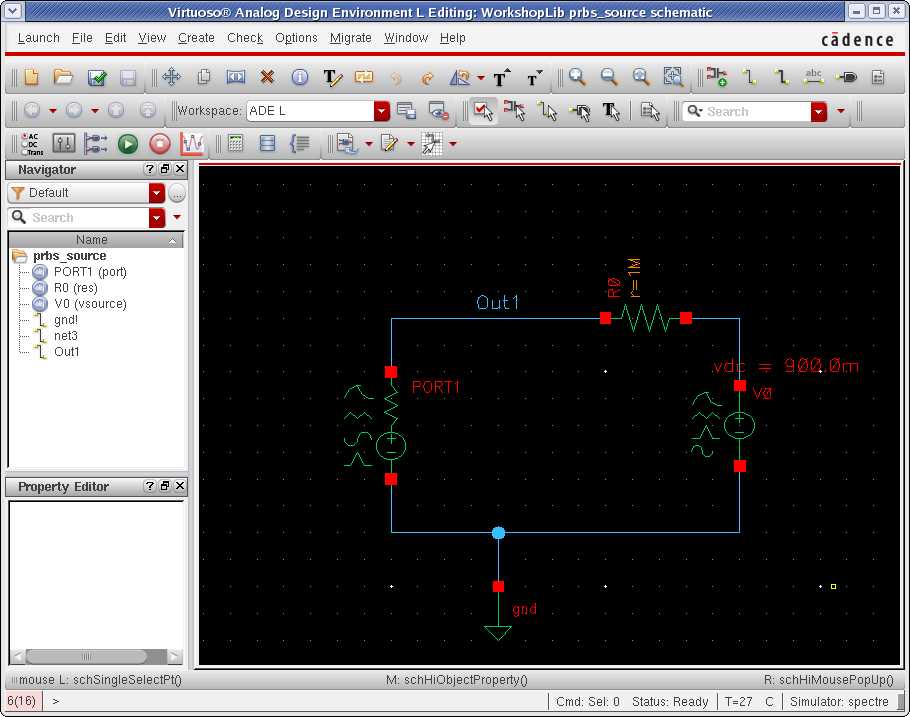 Virtuoso® Analog Design Environment L Editing: WorkshopLib prbs_source schematic
Launch File Edit View Create Check Options Migrate Window Help
cādence
abc
Workspace: ADE L
Search
AC
DC
Trans
Navigator
Default
Search
Name
prbs_source
PORT1 (port)
R0 (res)
V0 (vsource)
gnd!
net3
Out1
Property Editor
Out1
R0
r=1M
PORT1
vdc = 900.0m
V0
gnd
mouse L: schSingleSelectPt() M: schHiObjectProperty() R: schHiMousePopUp()
6(16) > Cmd: Sel: 0 Status: Ready T=27 C Simulator: spectre